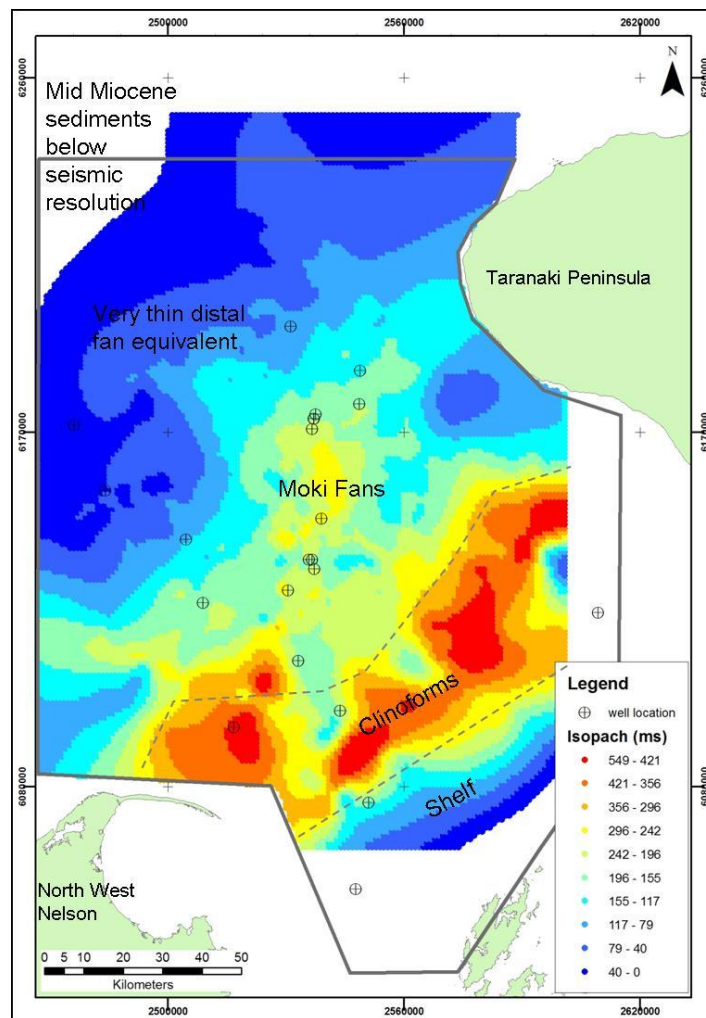 2500000 2560000 2620000
N
6260000 6260000
Mid Miocene
sediments
below
seismic
resolution
Taranaki Peninsula
Very thin distal
fan equivalent
6170000 6170000
Moki Fans
Clinoforms
Shelf
Legend
well location
Isopach (ms)
549 - 421
421 - 356
356 - 296
296 - 242
242 - 196
196 - 155
155 - 117
117 - 79
79 - 40
40 - 0
6080000 6080000
North West
Nelson
0 5 10 20 30 40 50
Kilometers
2500000 2560000 2620000